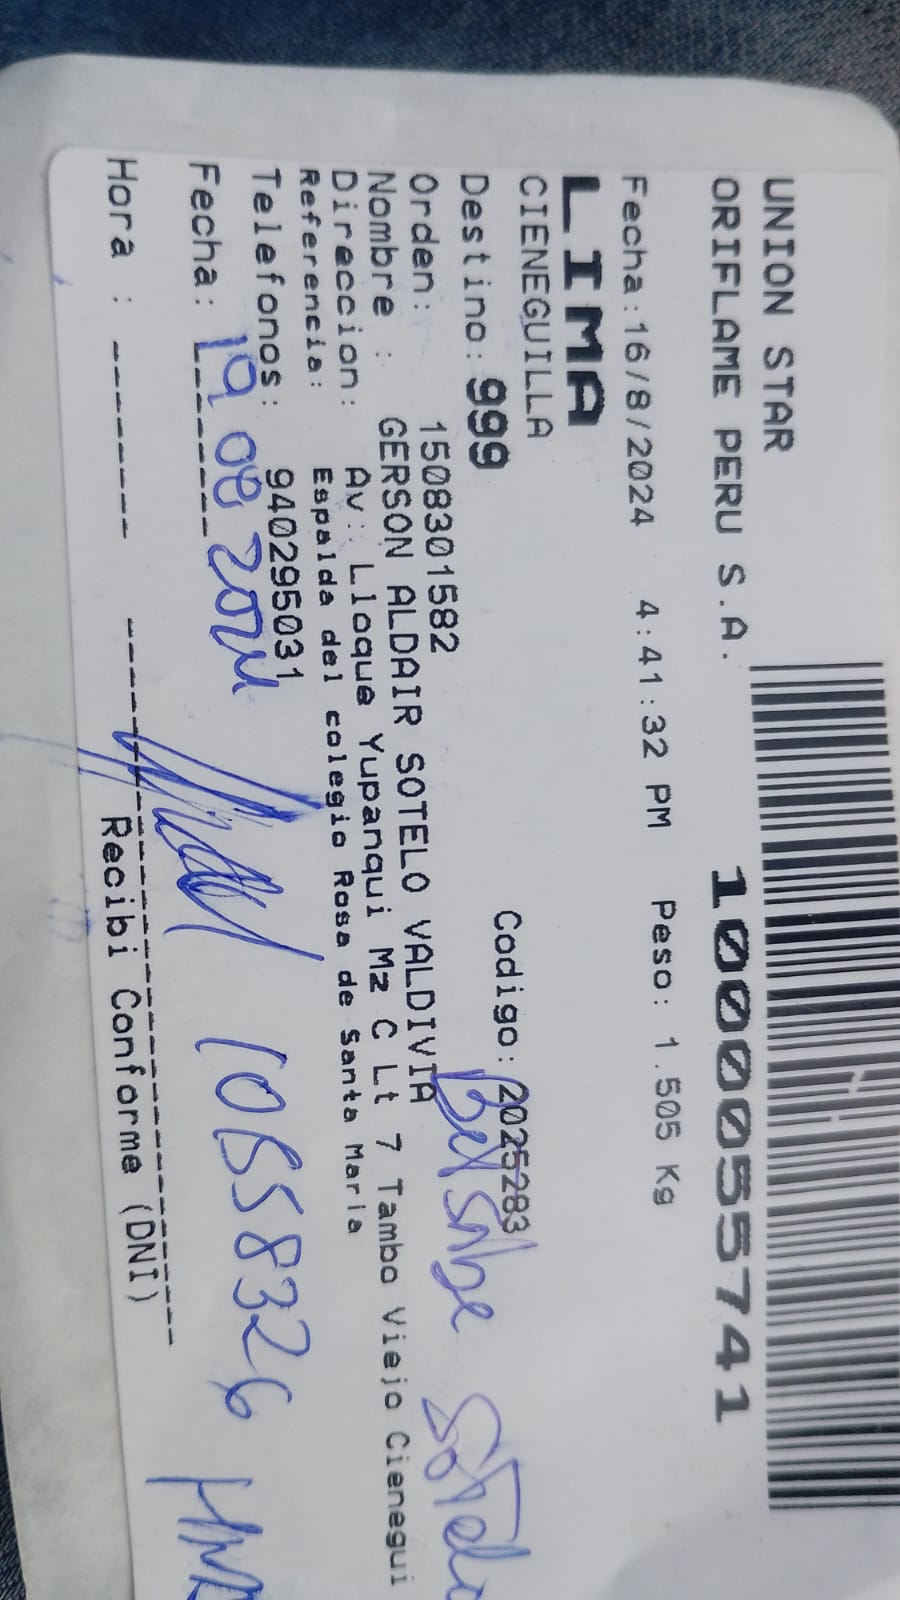 UNION STAR
ORIFLAME PERU S.A.
1000055741
Fecha:16/8/2024 4:41:32 PM Peso: 1.505 Kg
LIMA
CIENEGUILLA
Destino: 999 Codigo: 2025283
Orden: 1508301582
Nombre : GERSON ALDAIR SOTELO VALDIVIA
Direccion: Av: Lloque Yupanqui Mz C Lt 7 Tambo Viejo Cienegui
Referencia: Espalda del colegio Rosa de Santa Maria
Telefonos: 940295031
Fecha: 19 08 2024 10658326
Hora : Recibi Conforme (DNI)